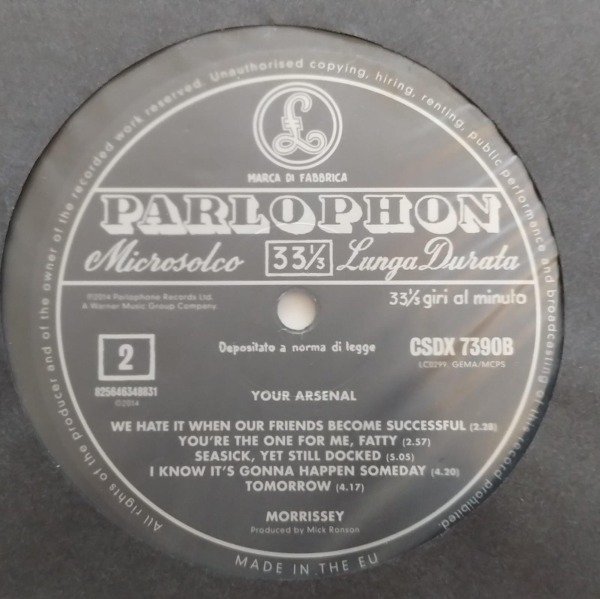 All rights of the producer and of the owner of the recorded work reserved. Unauthorised copying, hiring, renting, public performance and broadcasting of this record prohibited.
£
MARCA DI FABBRICA
PARLOPHON
Microsolco 33⅓ Lunga Durata
℗2014 Parlophone Records Ltd.
A Warner Music Group Company.
33⅓ giri al minuto
2
Depositato a norma di legge
CSDX 7390B
LC0299. GEMA/MCPS
825646348831
©2014
YOUR ARSENAL
WE HATE IT WHEN OUR FRIENDS BECOME SUCCESSFUL (2.28)
YOU'RE THE ONE FOR ME, FATTY (2.57)
SEASICK, YET STILL DOCKED (5.05)
I KNOW IT'S GONNA HAPPEN SOMEDAY (4.20)
TOMORROW (4.17)
MORRISSEY
Produced by Mick Ronson
MADE IN THE EU